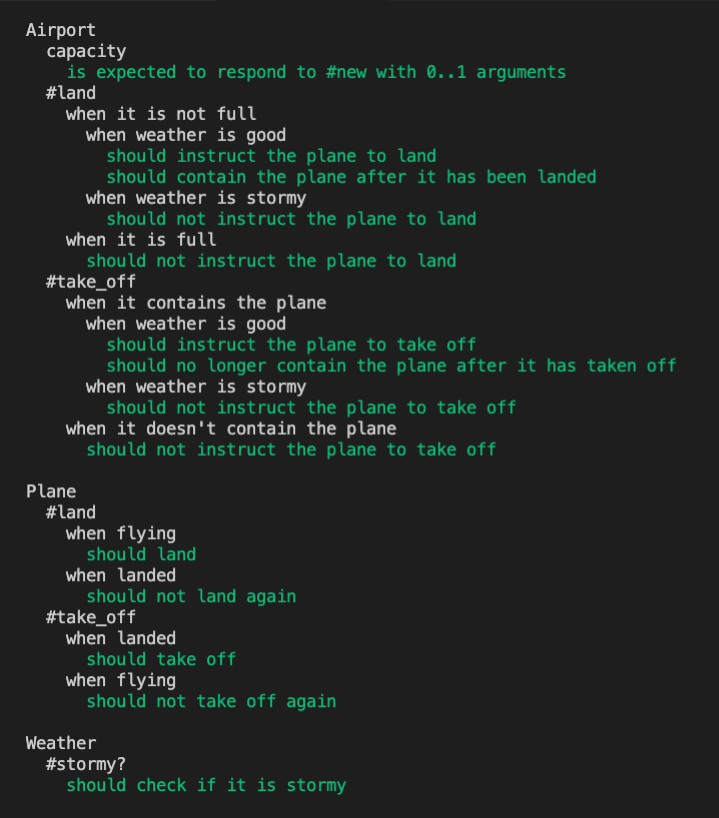 Airport
capacity
is expected to respond to #new with 0..1 arguments
#land
when it is not full
when weather is good
should instruct the plane to land
should contain the plane after it has been landed
when weather is stormy
should not instruct the plane to land
when it is full
should not instruct the plane to land
#take_off
when it contains the plane
when weather is good
should instruct the plane to take off
should no longer contain the plane after it has taken off
when weather is stormy
should not instruct the plane to take off
when it doesn't contain the plane
should not instruct the plane to take off
Plane
#land
when flying
should land
when landed
should not land again
#take_off
when landed
should take off
when flying
should not take off again
Weather
#stormy?
should check if it is stormy